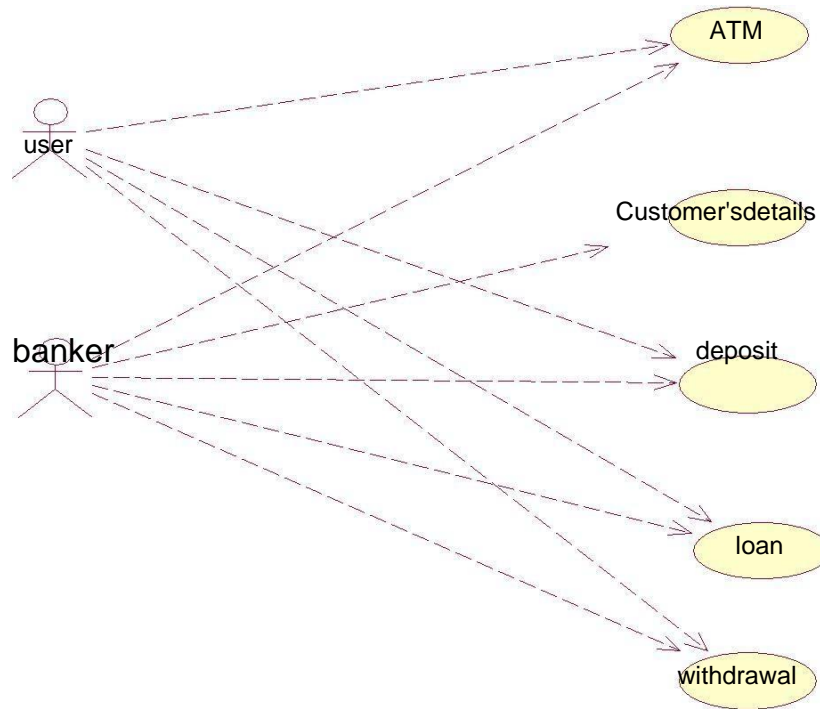 ATM
user
Customer'sdetails
banker
deposit
loan
withdrawal